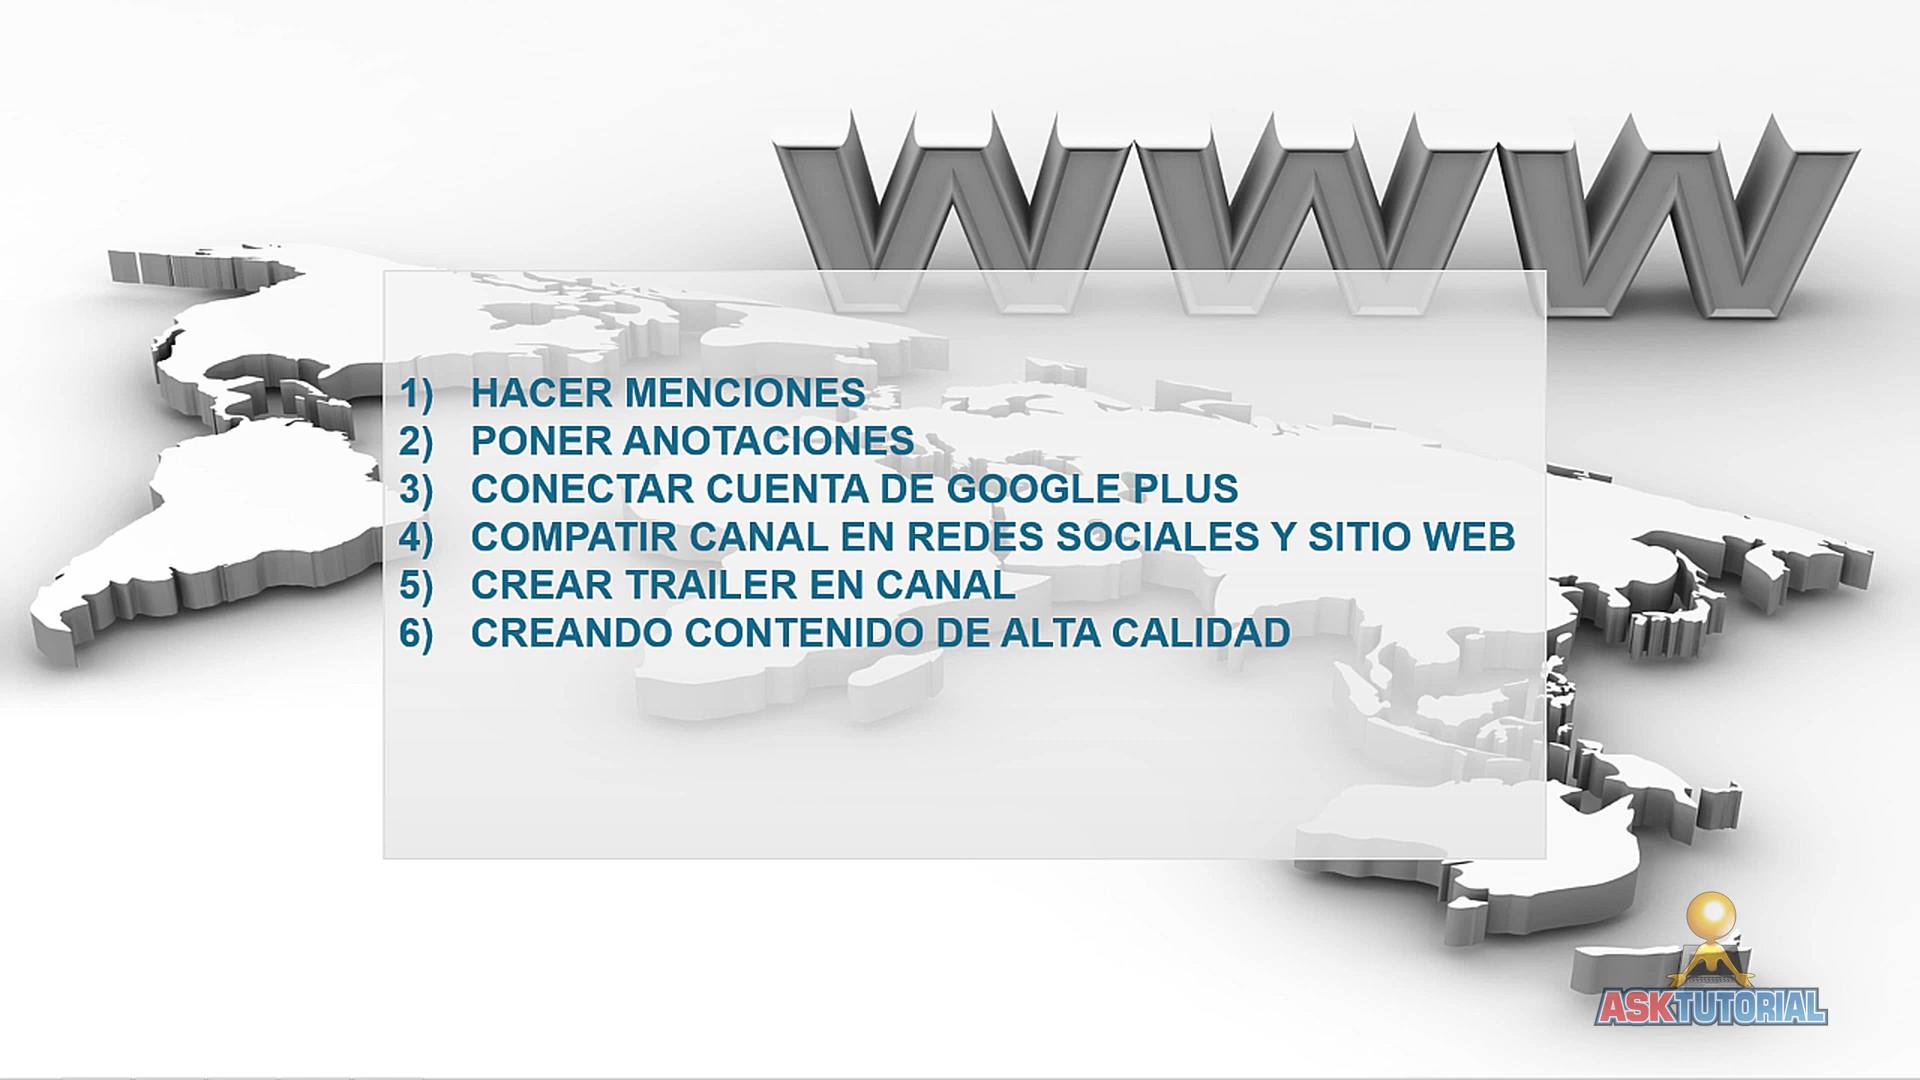 WWW
1) HACER MENCIONES
2) PONER ANOTACIONES
3) CONECTAR CUENTA DE GOOGLE PLUS
4) COMPATIR CANAL EN REDES SOCIALES Y SITIO WEB
5) CREAR TRAILER EN CANAL
6) CREANDO CONTENIDO DE ALTA CALIDAD
ASKTUTORIAL